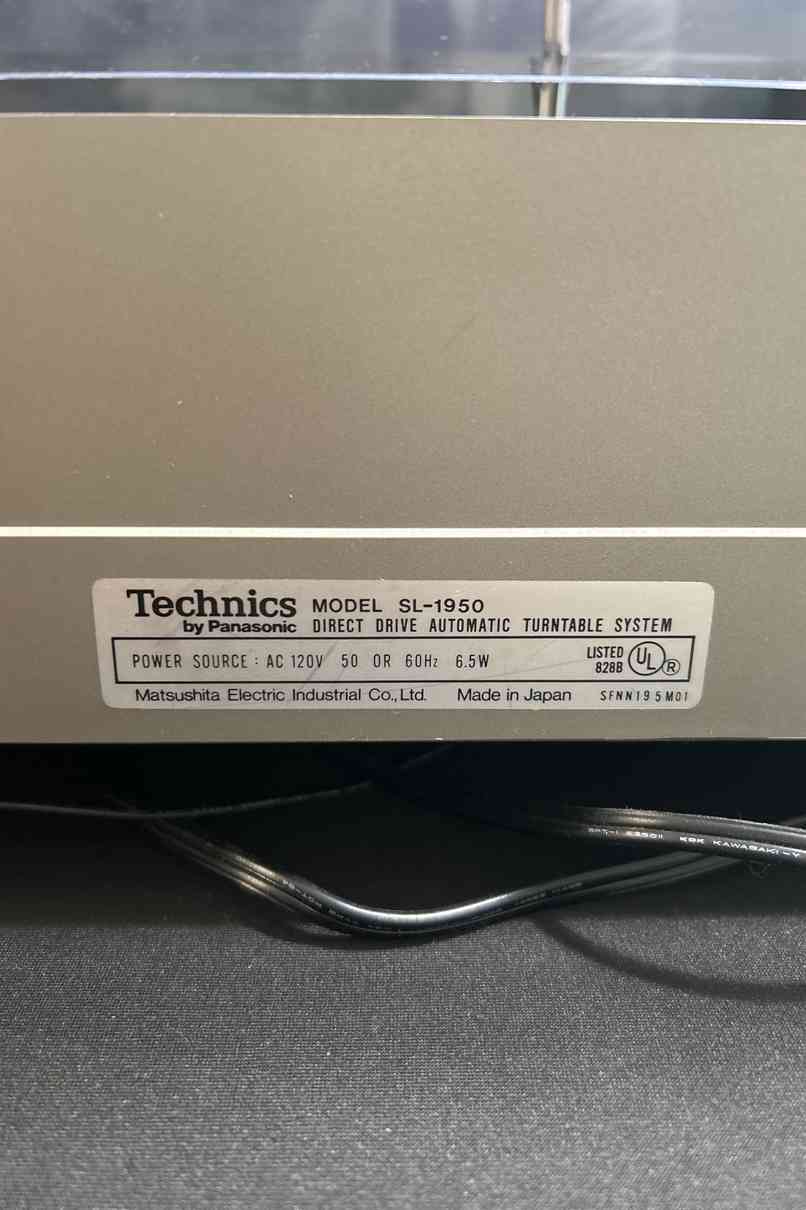 Technics MODEL SL-1950
by Panasonic DIRECT DRIVE AUTOMATIC TURNTABLE SYSTEM
POWER SOURCE : AC 120V 50 OR 60Hz 6.5W
LISTED
828B
UL ®
Matsushita Electric Industrial Co., Ltd. Made in Japan SFNN195M01
KAWASAKI-Y